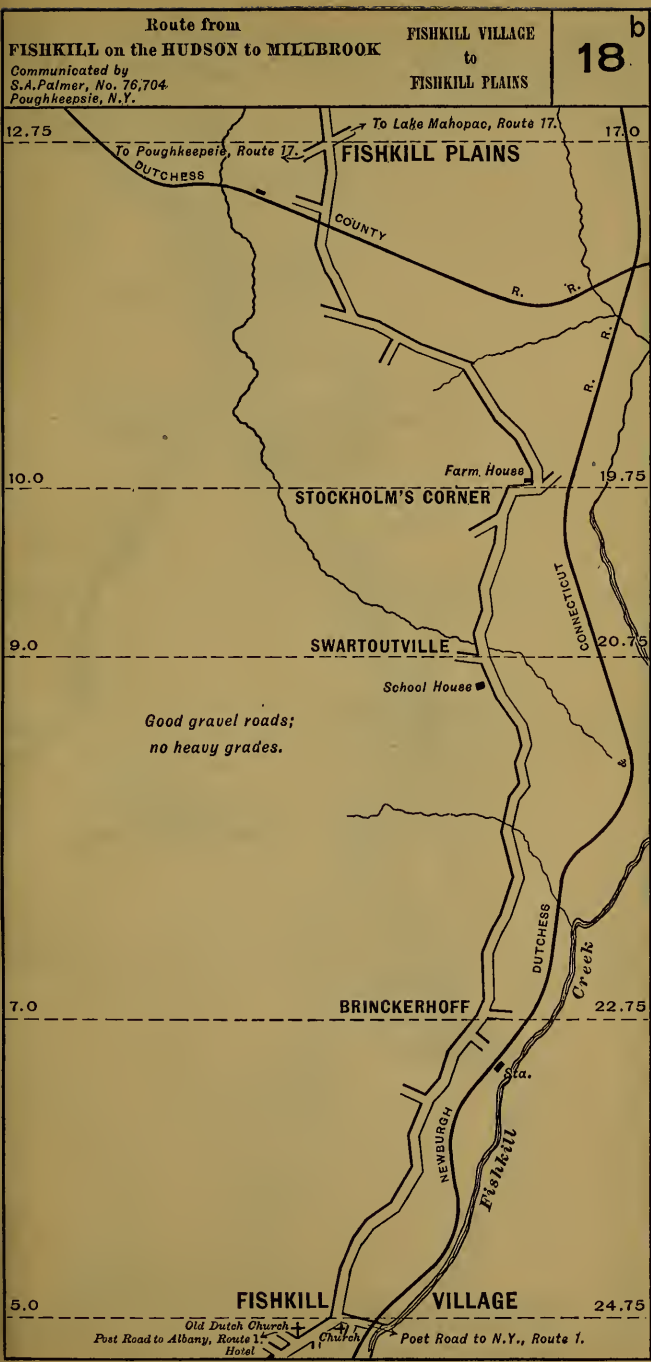 Route from
FISHKILL on the HUDSON to MILLBROOK
Communicated by
S.A.Palmer, No. 76,704
Poughkeepsie, N.Y.
FISHKILL VILLAGE
to
FISHKILL PLAINS
18 b
12.75
To Lake Mahopac, Route 17.
17.0
To Poughkeepsie, Route 17.
FISHKILL PLAINS
DUTCHESS
COUNTY
R. R.
R.
R.
Farm House
10.0
19.75
STOCKHOLM'S CORNER
CONNECTICUT
SWARTOUTVILLE
9.0
20.75
School House
Good gravel roads;
no heavy grades.
&
DUTCHESS
Creek
BRINCKERHOFF
7.0
22.75
Sta.
NEWBURGH
Fishkill
FISHKILL VILLAGE
5.0
24.75
Old Dutch Church
Post Road to Albany, Route 1.
Church
Post Road to N.Y., Route 1.
Hotel